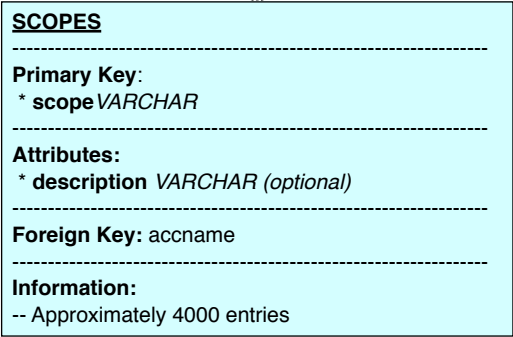 SCOPES
-------------------------------------------------------------------
Primary Key:
* scopeVARCHAR
-------------------------------------------------------------------
Attributes:
* description VARCHAR (optional)
-------------------------------------------------------------------
Foreign Key: accname
-------------------------------------------------------------------
Information:
-- Approximately 4000 entries